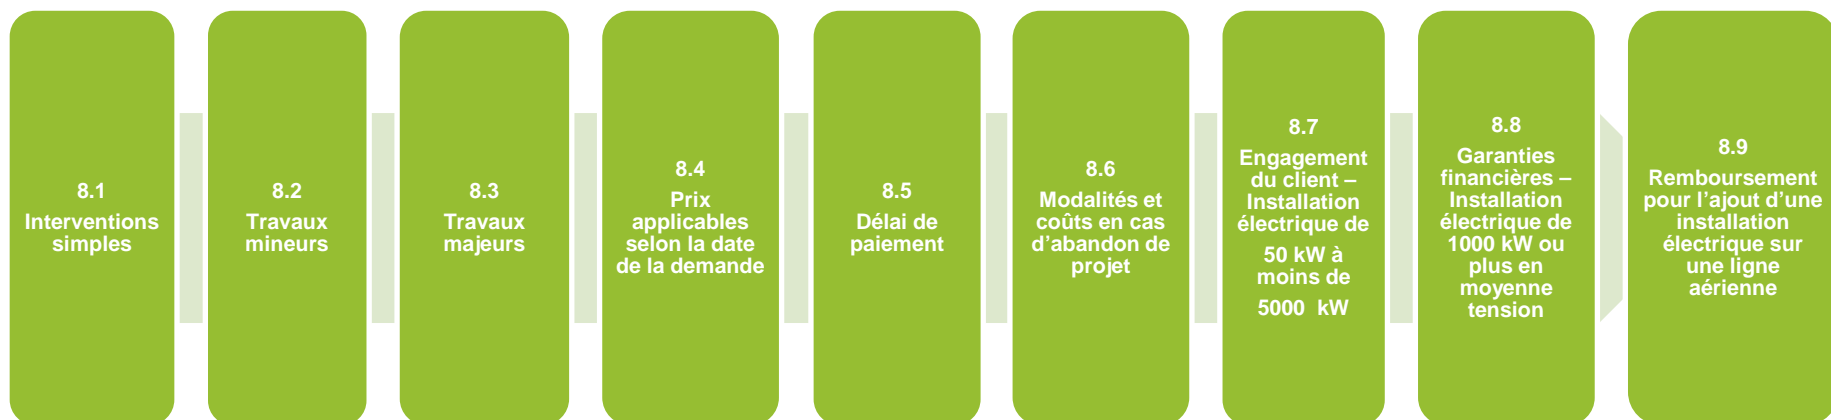 8.1
Interventions
simples
8.2
Travaux
mineurs
8.3
Travaux
majeurs
8.4
Prix
applicables
selon la date
de la demande
8.5
Délai de
paiement
8.6
Modalités et
coûts en cas
d’abandon de
projet
8.7
Engagement
du client –
Installation
électrique de
50 kW à
moins de
5000 kW
8.8
Garanties
financières –
Installation
électrique de
1000 kW ou
plus en
moyenne
tension
8.9
Remboursement
pour l’ajout d’une
installation
électrique sur
une ligne
aérienne